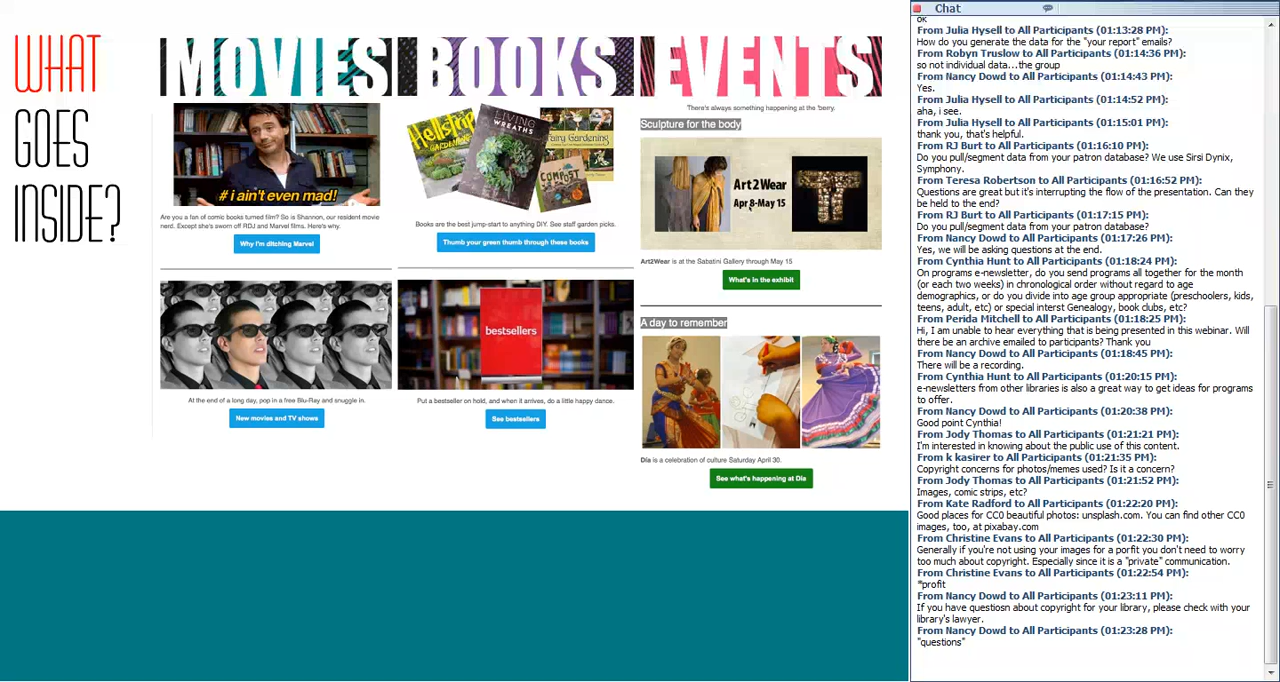 WHAT
GOES
INSIDE?
MOVIES
# i ain't even mad!
Are you a fan of comic books turned film? So is Shannon, our resident movie
nerd. Except she's sworn off RDJ and Marvel films. Here's why.
Why I'm ditching Marvel
At the end of a long day, pop in a free Blu-Ray and snuggle in.
New movies and TV shows
BOOKS
Hellstrip
GARDENING
LIVING
WREATHS
Fairy Gardening
COMPOST
Books are the best jump-start to anything DIY. See staff garden picks.
Thumb your green thumb through these books
bestsellers
Put a bestseller on hold, and when it arrives, do a little happy dance.
See bestsellers
EVENTS
There's always something happening at the 'berry.
Sculpture for the body
Art2Wear
Apr 8-May 15
Art2Wear is at the Sabatini Gallery through May 15
What's in the exhibit
A day to remember
Día is a celebration of culture Saturday April 30.
See what's happening at Día
Chat
OK
From Julia Hysell to All Participants (01:13:28 PM):
How do you generate the data for the "your report" emails?
From Robyn Truslow to All Participants (01:14:36 PM):
so not individual data...the group
From Nancy Dowd to All Participants (01:14:43 PM):
Yes.
From Julia Hysell to All Participants (01:14:52 PM):
aha, i see.
From Julia Hysell to All Participants (01:15:01 PM):
thank you, that's helpful.
From RJ Burt to All Participants (01:16:10 PM):
Do you pull/segment data from your patron database? We use Sirsi Dynix,
Symphony.
From Teresa Robertson to All Participants (01:16:52 PM):
Questions are great but it's interrupting the flow of the presentation. Can they
be held to the end?
From RJ Burt to All Participants (01:17:15 PM):
Do you pull/segment data from your patron database?
From Nancy Dowd to All Participants (01:17:26 PM):
Yes, we will be asking questions at the end.
From Cynthia Hunt to All Participants (01:18:24 PM):
On programs e-newsletter, do you send programs all together for the month
(or each two weeks) in chronological order without regard to age
demographics, or do you divide into age group appropriate (preschoolers, kids,
teens, adult, etc) or special interst Genealogy, book clubs, etc?
From Perida Mitchell to All Participants (01:18:25 PM):
Hi, I am unable to hear everything that is being presented in this webinar. Will
there be an archive emailed to participants? Thank you
From Nancy Dowd to All Participants (01:18:45 PM):
There will be a recording.
From Cynthia Hunt to All Participants (01:20:15 PM):
e-newsletters from other libraries is also a great way to get ideas for programs
to offer.
From Nancy Dowd to All Participants (01:20:38 PM):
Good point Cynthia!
From Jody Thomas to All Participants (01:21:21 PM):
I'm interested in knowing about the public use of this content.
From k kasirer to All Participants (01:21:35 PM):
Copyright concerns for photos/memes used? Is it a concern?
From Jody Thomas to All Participants (01:21:52 PM):
Images, comic strips, etc?
From Kate Radford to All Participants (01:22:20 PM):
Good places for CC0 beautiful photos: unsplash.com. You can find other CC0
images, too, at pixabay.com
From Christine Evans to All Participants (01:22:30 PM):
Generally if you're not using your images for a porfit you don't need to worry
too much about copyright. Especially since it is a "private" communication.
From Christine Evans to All Participants (01:22:54 PM):
*profit
From Nancy Dowd to All Participants (01:23:11 PM):
If you have questiosn about copyright for your library, please check with your
library's lawyer.
From Nancy Dowd to All Participants (01:23:28 PM):
"questions"